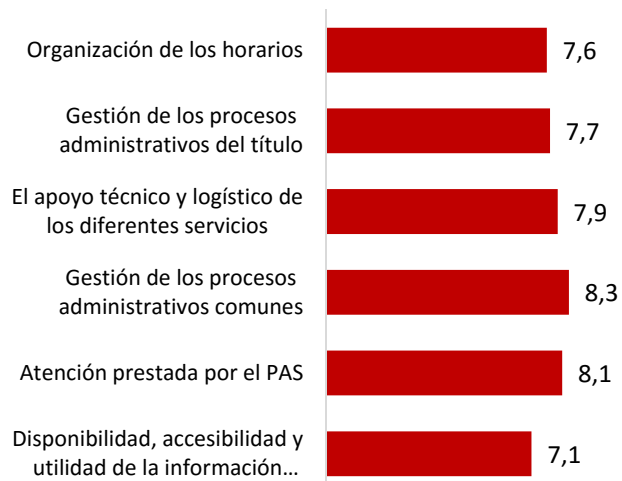 Organización de los horarios
7,6
Gestión de los procesos
administrativos del título
7,7
El apoyo técnico y logístico de
los diferentes servicios
7,9
Gestión de los procesos
administrativos comunes
8,3
Atención prestada por el PAS
8,1
Disponibilidad, accesibilidad y
utilidad de la información…
7,1